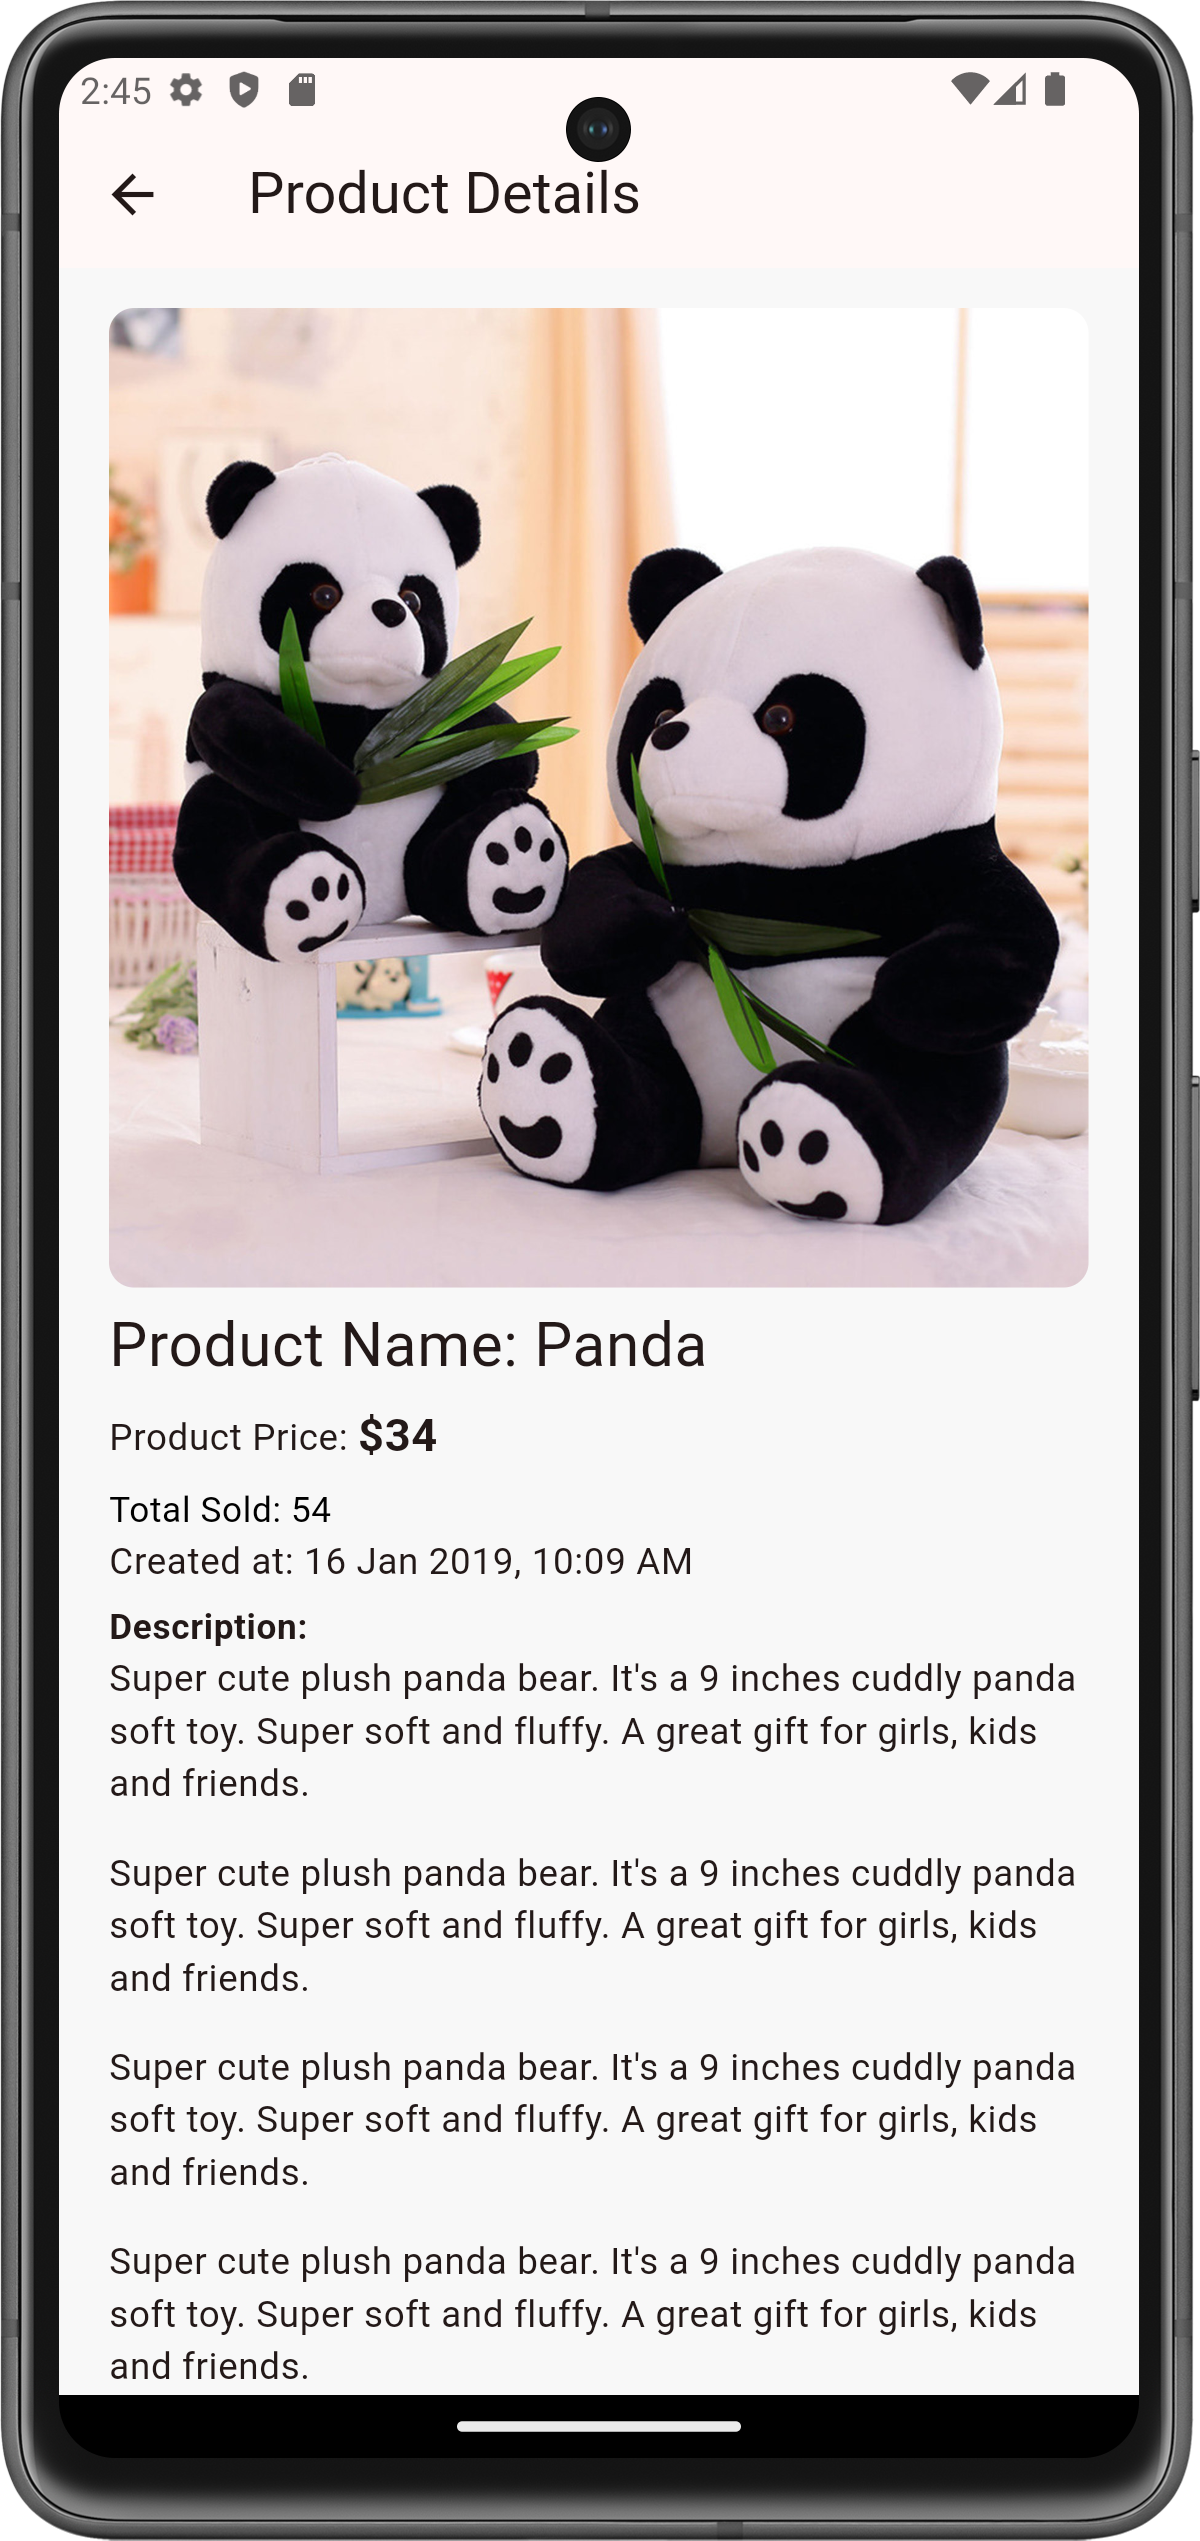 2:45
Product Details
Product Name: Panda
Product Price: $34
Total Sold: 54
Created at: 16 Jan 2019, 10:09 AM
Description:
Super cute plush panda bear. It's a 9 inches cuddly panda
soft toy. Super soft and fluffy. A great gift for girls, kids
and friends.
Super cute plush panda bear. It's a 9 inches cuddly panda
soft toy. Super soft and fluffy. A great gift for girls, kids
and friends.
Super cute plush panda bear. It's a 9 inches cuddly panda
soft toy. Super soft and fluffy. A great gift for girls, kids
and friends.
Super cute plush panda bear. It's a 9 inches cuddly panda
soft toy. Super soft and fluffy. A great gift for girls, kids
and friends.